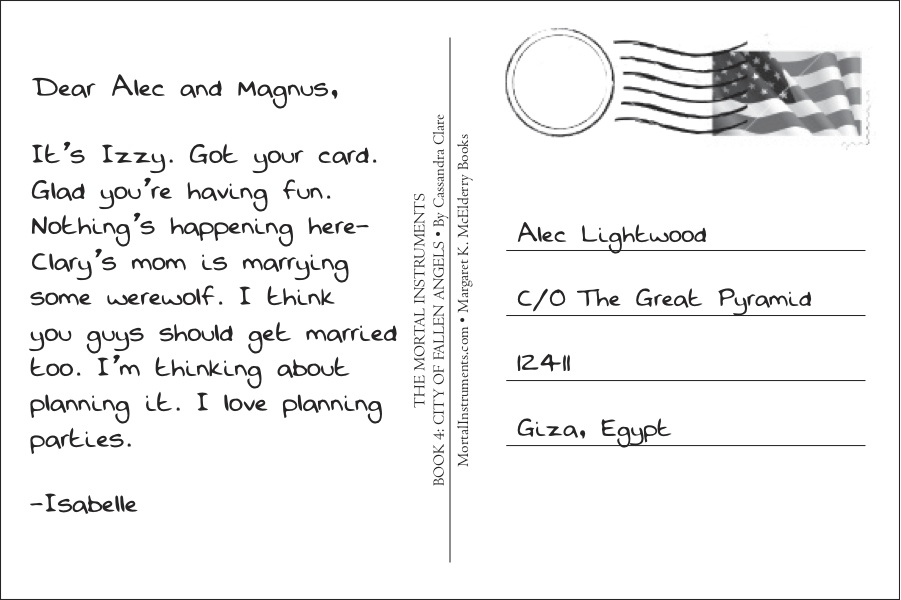 Dear Alec and Magnus,
It's Izzy. Got your card.
Glad you're having fun.
Nothing's happening here-
Clary's mom is marrying
some werewolf. I think
you guys should get married
too. I'm thinking about
planning it. I love planning
parties.
-Isabelle
THE MORTAL INSTRUMENTS
BOOK 4: CITY OF FALLEN ANGELS • By Cassandra Clare
MortalInstruments.com • Margaret K. McElderry Books
Alec Lightwood
C/O The Great Pyramid
12411
Giza, Egypt